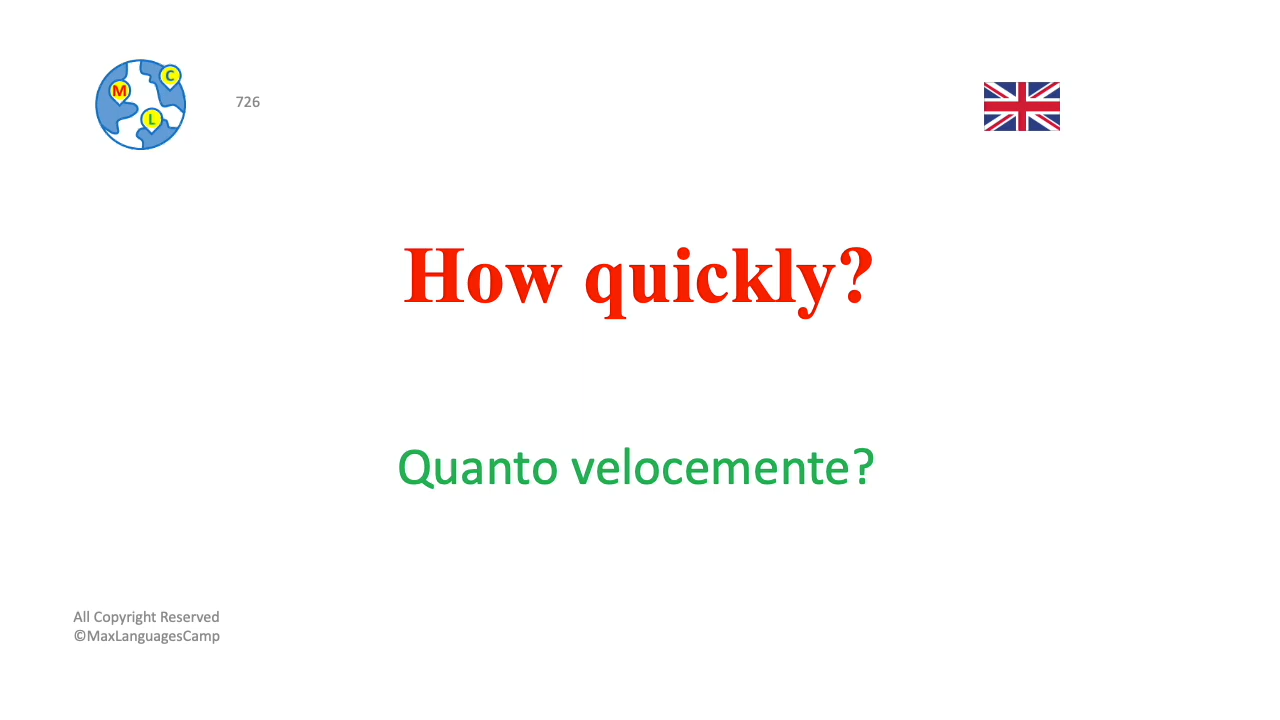 M
C
L
726
How quickly?
Quanto velocemente?
All Copyright Reserved
©MaxLanguagesCamp